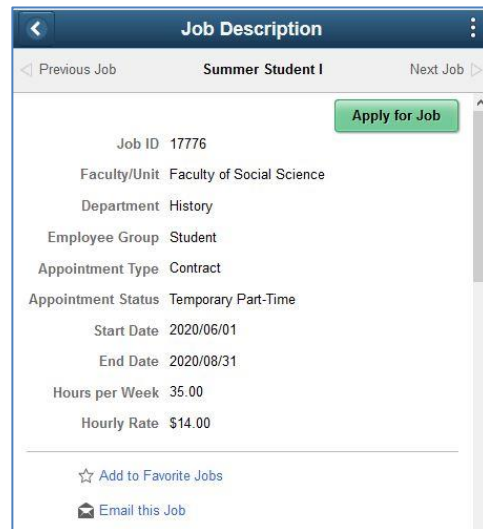 Job Description
Previous Job Summer Student I Next Job
Apply for Job
Job ID 17776
Faculty/Unit Faculty of Social Science
Department History
Employee Group Student
Appointment Type Contract
Appointment Status Temporary Part-Time
Start Date 2020/06/01
End Date 2020/08/31
Hours per Week 35.00
Hourly Rate $14.00
Add to Favorite Jobs
Email this Job